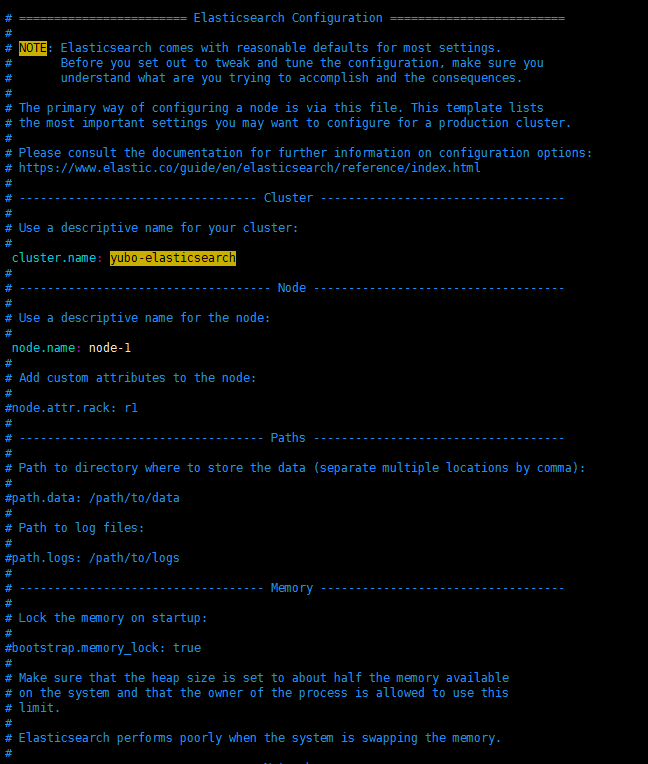 # ======================== Elasticsearch Configuration =========================
#
# NOTE: Elasticsearch comes with reasonable defaults for most settings.
#       Before you set out to tweak and tune the configuration, make sure you
#       understand what are you trying to accomplish and the consequences.
#
# The primary way of configuring a node is via this file. This template lists
# the most important settings you may want to configure for a production cluster.
#
# Please consult the documentation for further information on configuration options:
# https://www.elastic.co/guide/en/elasticsearch/reference/index.html
#
# ---------------------------------- Cluster -----------------------------------
#
# Use a descriptive name for your cluster:
#
 cluster.name: yubo-elasticsearch
#
# ------------------------------------ Node ------------------------------------
#
# Use a descriptive name for the node:
#
 node.name: node-1
#
# Add custom attributes to the node:
#
#node.attr.rack: r1
#
# ----------------------------------- Paths ------------------------------------
#
# Path to directory where to store the data (separate multiple locations by comma):
#
#path.data: /path/to/data
#
# Path to log files:
#
#path.logs: /path/to/logs
#
# ----------------------------------- Memory -----------------------------------
#
# Lock the memory on startup:
#
#bootstrap.memory_lock: true
#
# Make sure that the heap size is set to about half the memory available
# on the system and that the owner of the process is allowed to use this
# limit.
#
# Elasticsearch performs poorly when the system is swapping the memory.
#